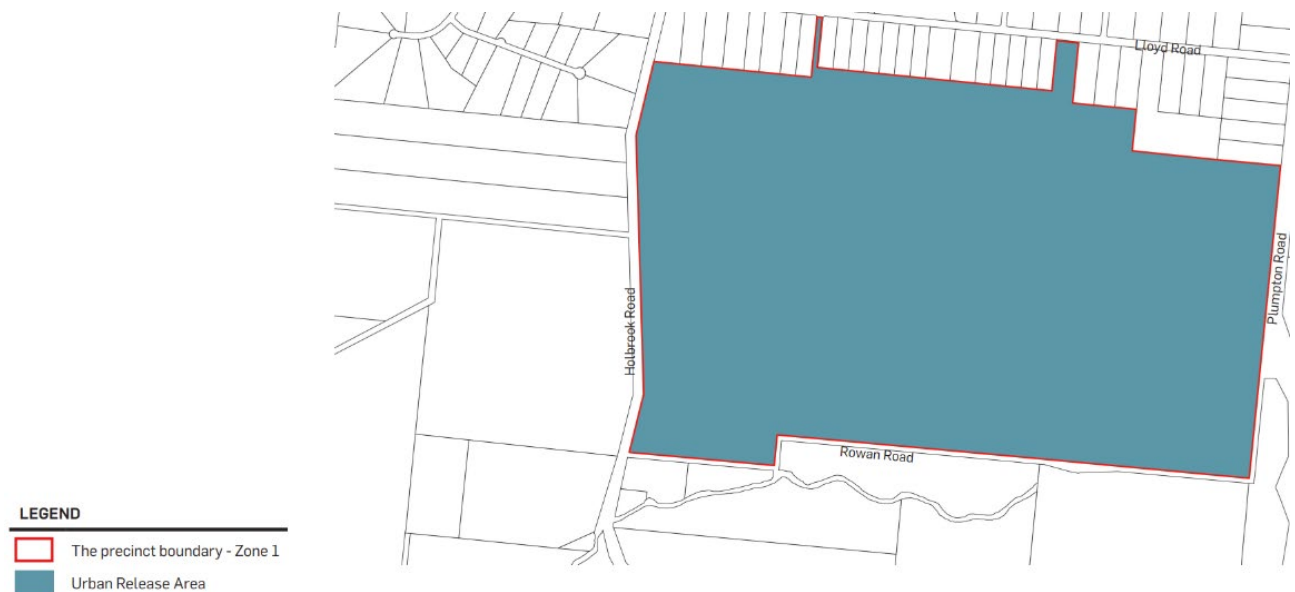 Lloyd Road
Holbrook Road
Plumpton Road
Rowan Road
LEGEND
The precinct boundary - Zone 1
Urban Release Area